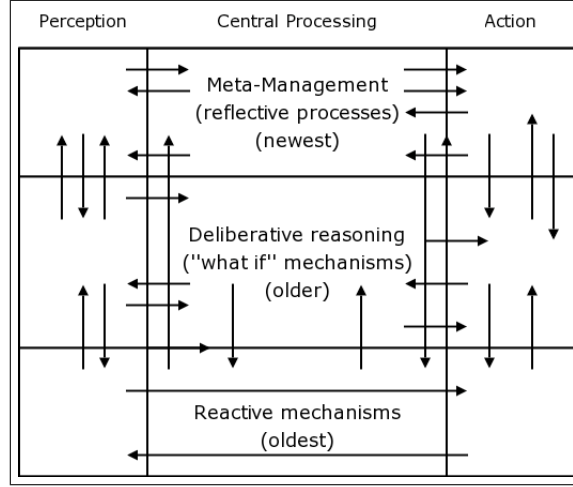 Perception
Central Processing
Action
Meta-Management
(reflective processes)
(newest)
Deliberative reasoning
("what if" mechanisms)
(older)
Reactive mechanisms
(oldest)